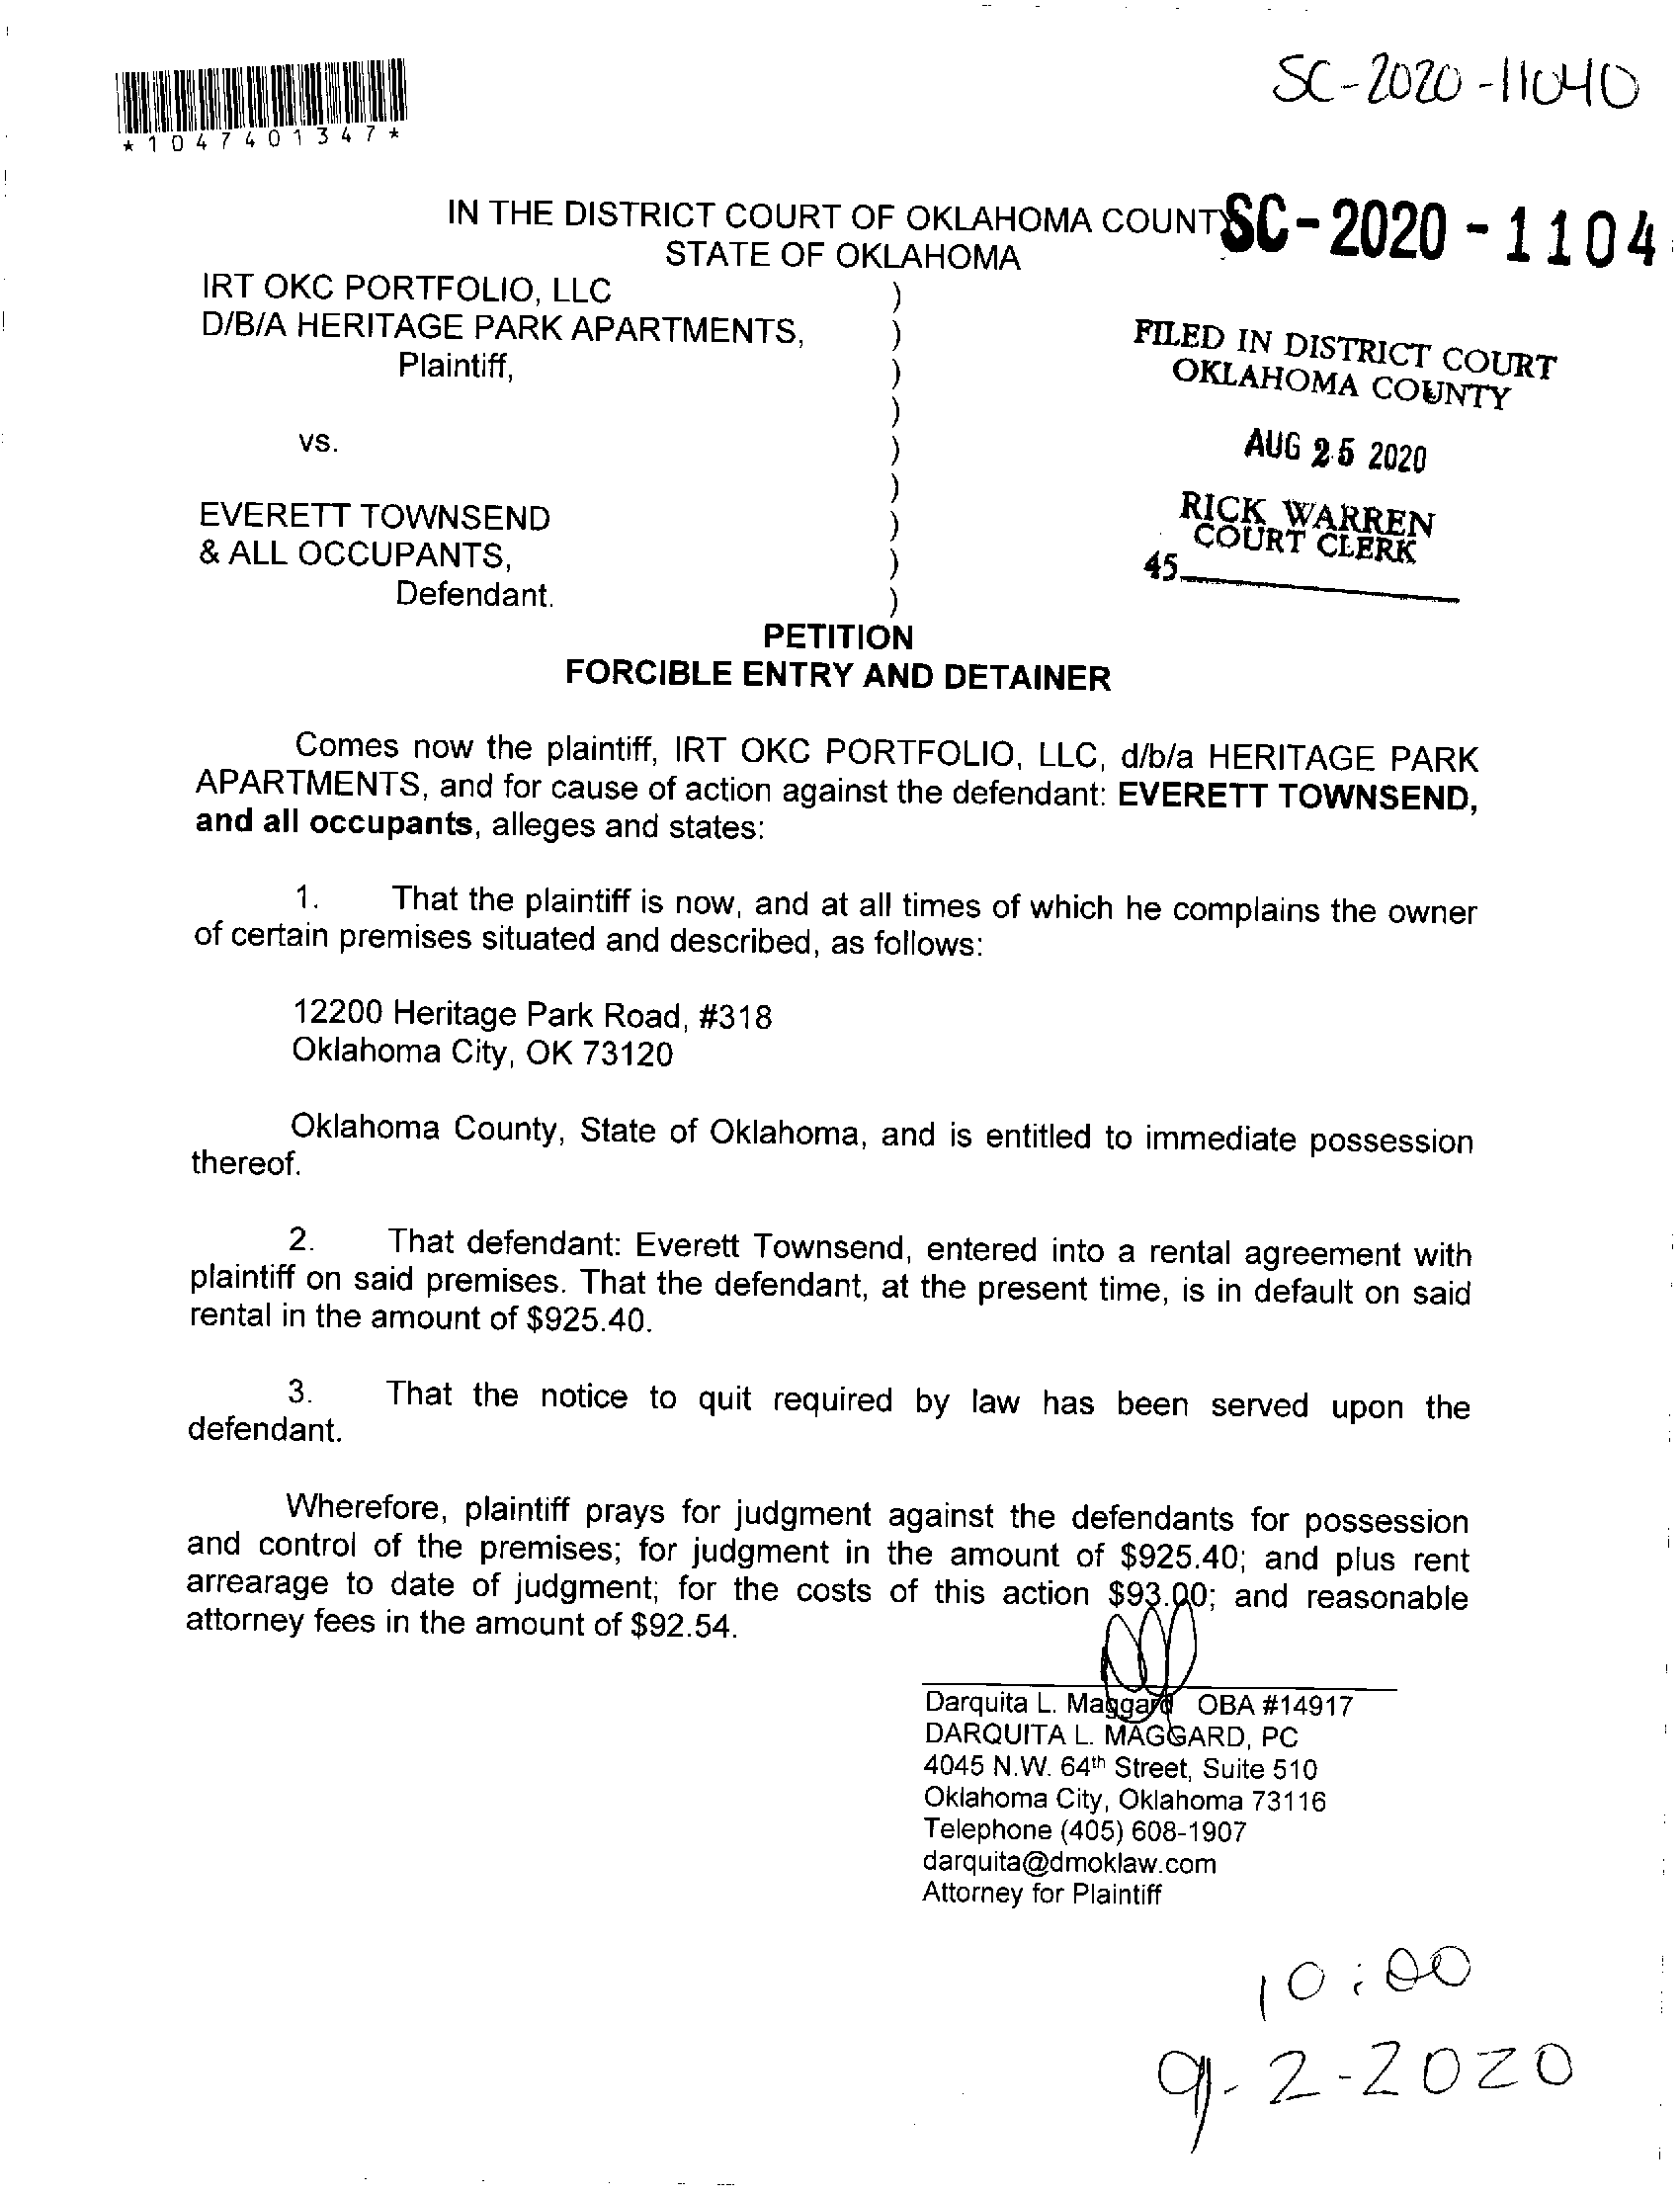 SC-2020-11040
*1047401347*
IN THE DISTRICT COURT OF OKLAHOMA COUNTY SC-2020-1104
STATE OF OKLAHOMA
IRT OKC PORTFOLIO, LLC )
D/B/A HERITAGE PARK APARTMENTS, )
Plaintiff, )
)
vs. )
)
EVERETT TOWNSEND )
& ALL OCCUPANTS, )
Defendant. )
FILED IN DISTRICT COURT
OKLAHOMA COUNTY
AUG 25 2020
RICK WARREN
COURT CLERK
45
PETITION
FORCIBLE ENTRY AND DETAINER
Comes now the plaintiff, IRT OKC PORTFOLIO, LLC, d/b/a HERITAGE PARK
APARTMENTS, and for cause of action against the defendant: EVERETT TOWNSEND,
and all occupants, alleges and states:
1. That the plaintiff is now, and at all times of which he complains the owner
of certain premises situated and described, as follows:
12200 Heritage Park Road, #318
Oklahoma City, OK 73120
Oklahoma County, State of Oklahoma, and is entitled to immediate possession
thereof.
2. That defendant: Everett Townsend, entered into a rental agreement with
plaintiff on said premises. That the defendant, at the present time, is in default on said
rental in the amount of $925.40.
3. That the notice to quit required by law has been served upon the
defendant.
Wherefore, plaintiff prays for judgment against the defendants for possession
and control of the premises; for judgment in the amount of $925.40; and plus rent
arrearage to date of judgment; for the costs of this action $93.00; and reasonable
attorney fees in the amount of $92.54.
Darquita L. Maggard OBA #14917
DARQUITA L. MAGGARD, PC
4045 N.W. 64th Street, Suite 510
Oklahoma City, Oklahoma 73116
Telephone (405) 608-1907
darquita@dmoklaw.com
Attorney for Plaintiff
10:00
9-2-2020